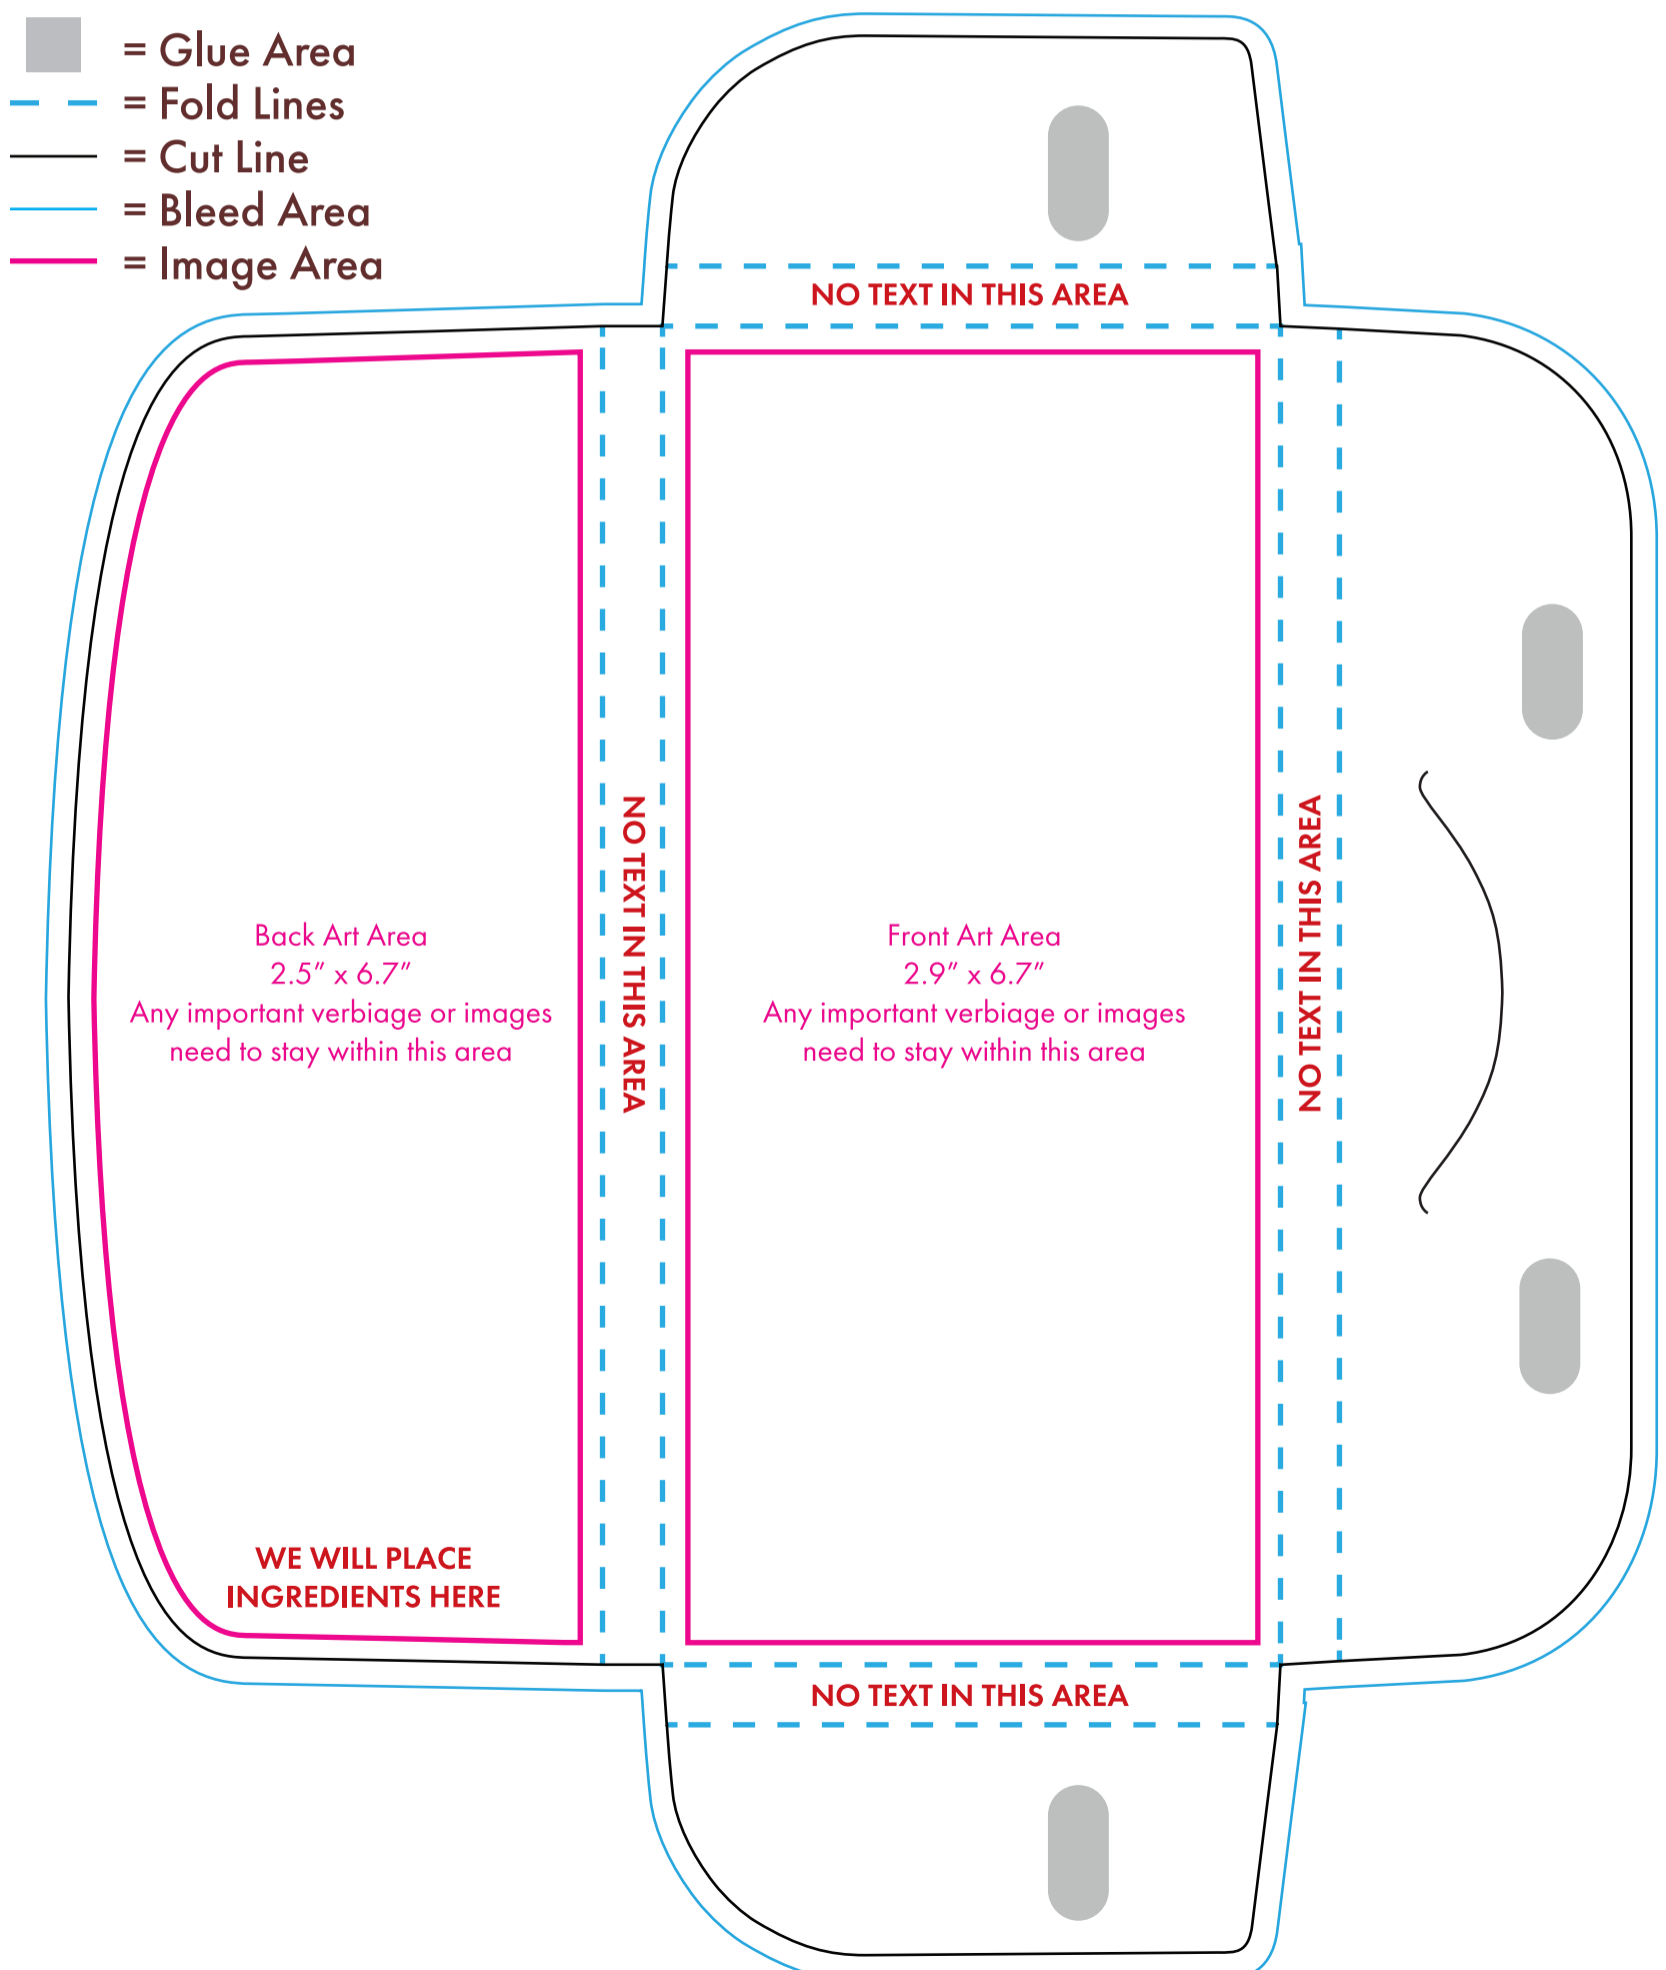 = Glue Area
= Fold Lines
= Cut Line
= Bleed Area
= Image Area
NO TEXT IN THIS AREA
Back Art Area
2.5” x 6.7”
Any important verbiage or images
need to stay within this area
WE WILL PLACE
INGREDIENTS HERE
NO TEXT IN THIS AREA
Front Art Area
2.9” x 6.7”
Any important verbiage or images
need to stay within this area
NO TEXT IN THIS AREA
NO TEXT IN THIS AREA